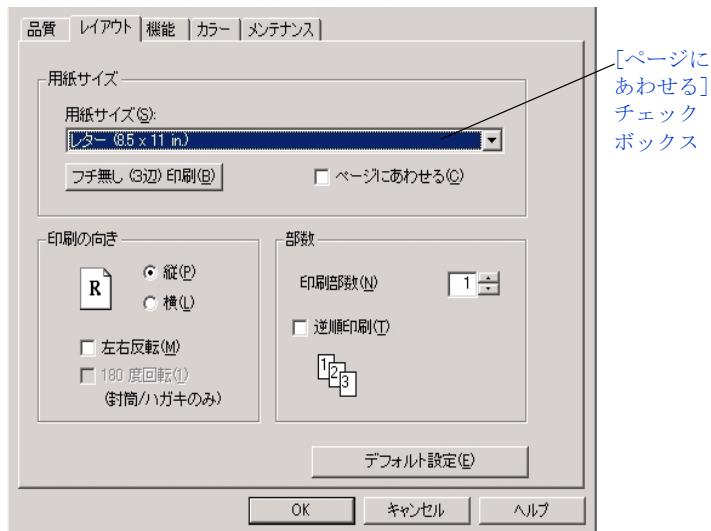 品質 レイアウト 機能 カラー メンテナンス
用紙サイズ
用紙サイズ(S):
レター (8.5 x 11 in.)
フチ無し (3辺) 印刷(B) ページにあわせる(C)
[ページに
あわせる]
チェック
ボックス
印刷の向き
R
縦(P)
横(L)
左右反転(M)
180 度回転(1)
(封筒/ハガキのみ)
部数
印刷部数(N) 1
逆順印刷(T)
1 2 3
デフォルト設定(E)
OK キャンセル ヘルプ